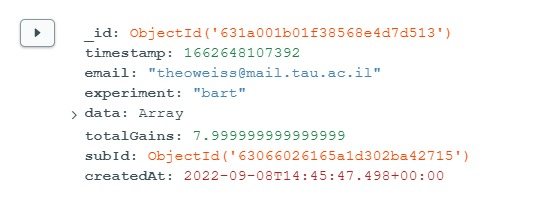 _id: ObjectId('631a001b01f38568e4d7d513')
timestamp: 1662648107392
email: "theoweiss@mail.tau.ac.il"
experiment: "bart"
data: Array
totalGains: 7.999999999999999
subId: ObjectId('63066026165a1d302ba42715')
createdAt: 2022-09-08T14:45:47.498+00:00